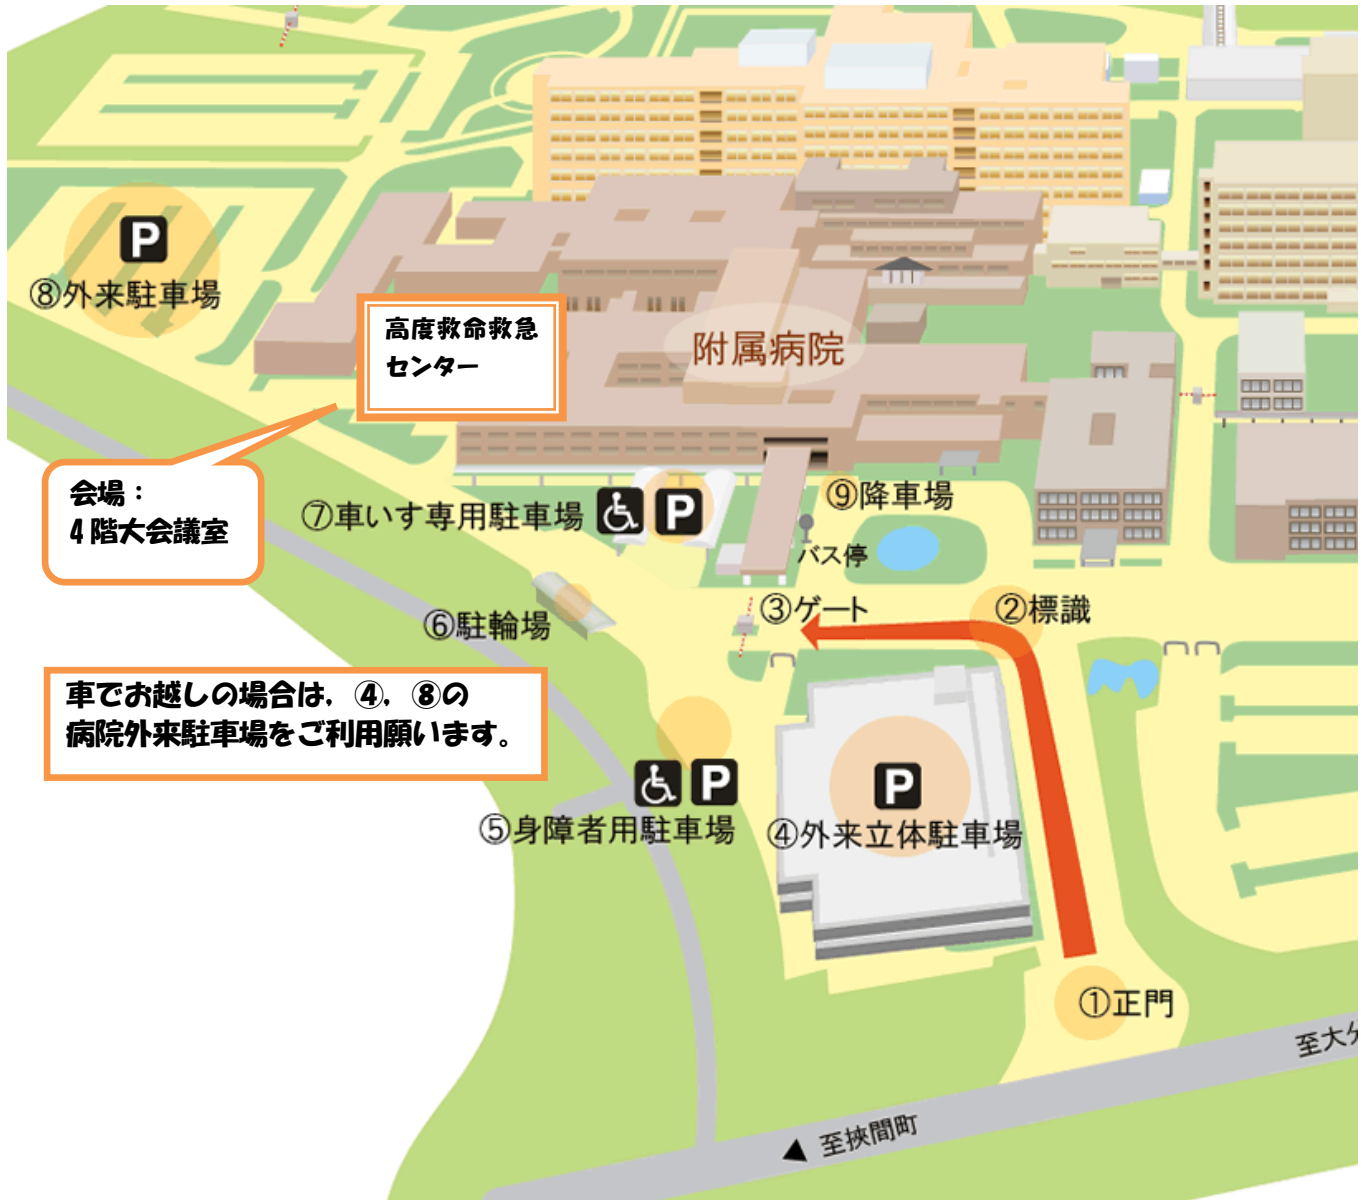 P
⑧外来駐車場
高度救命救急
センター
附属病院
会場：
4階大会議室
⑦車いす専用駐車場
P
⑨降車場
バス停
⑥駐輪場
③ゲート
②標識
車でお越しの場合は，④，⑧の
病院外来駐車場をご利用願います。
P
⑤身障者用駐車場
P
④外来立体駐車場
①正門
至大分
▲ 至挾間町